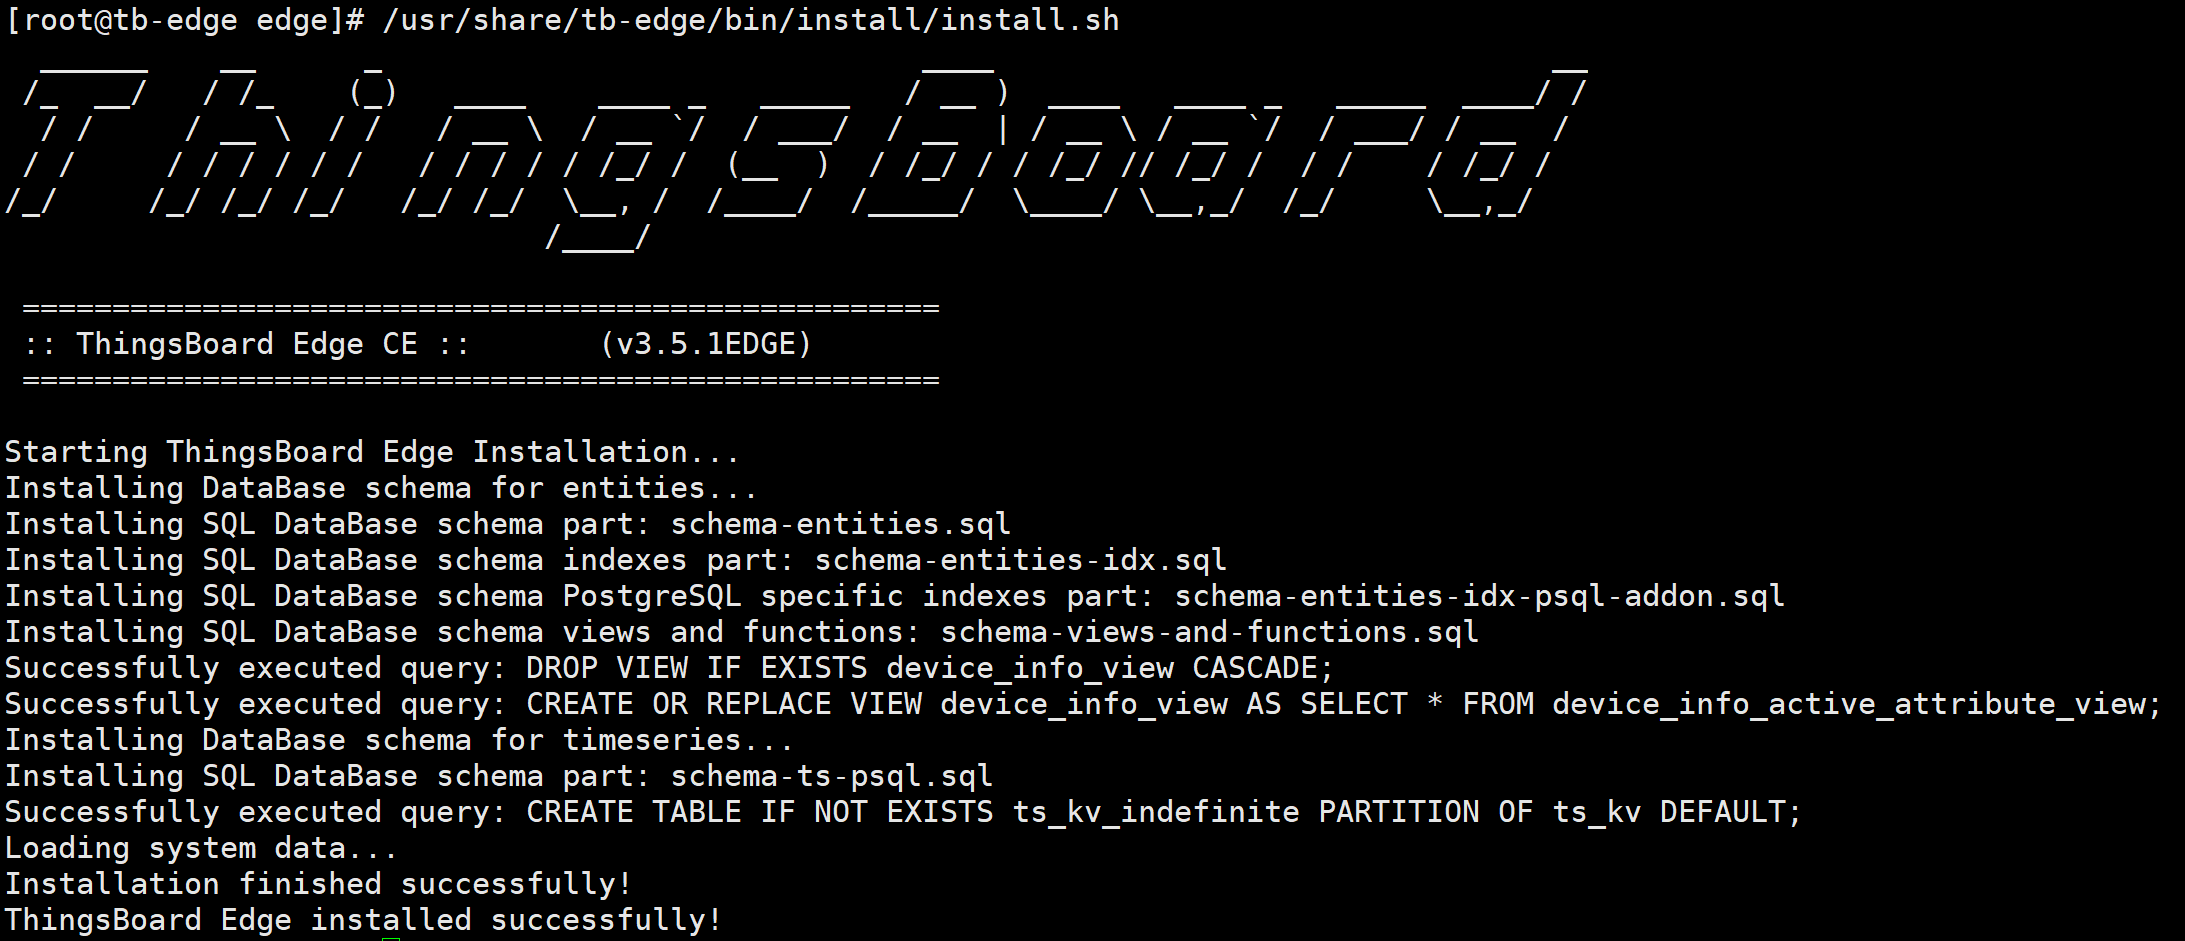 [root@tb-edge edge]# /usr/share/tb-edge/bin/install/install.sh
ThingsBoard
===================================================
:: ThingsBoard Edge CE ::       (v3.5.1EDGE)
===================================================
Starting ThingsBoard Edge Installation...
Installing DataBase schema for entities...
Installing SQL DataBase schema part: schema-entities.sql
Installing SQL DataBase schema indexes part: schema-entities-idx.sql
Installing SQL DataBase schema PostgreSQL specific indexes part: schema-entities-idx-psql-addon.sql
Installing SQL DataBase schema views and functions: schema-views-and-functions.sql
Successfully executed query: DROP VIEW IF EXISTS device_info_view CASCADE;
Successfully executed query: CREATE OR REPLACE VIEW device_info_view AS SELECT * FROM device_info_active_attribute_view;
Installing DataBase schema for timeseries...
Installing SQL DataBase schema part: schema-ts-psql.sql
Successfully executed query: CREATE TABLE IF NOT EXISTS ts_kv_indefinite PARTITION OF ts_kv DEFAULT;
Loading system data...
Installation finished successfully!
ThingsBoard Edge installed successfully!